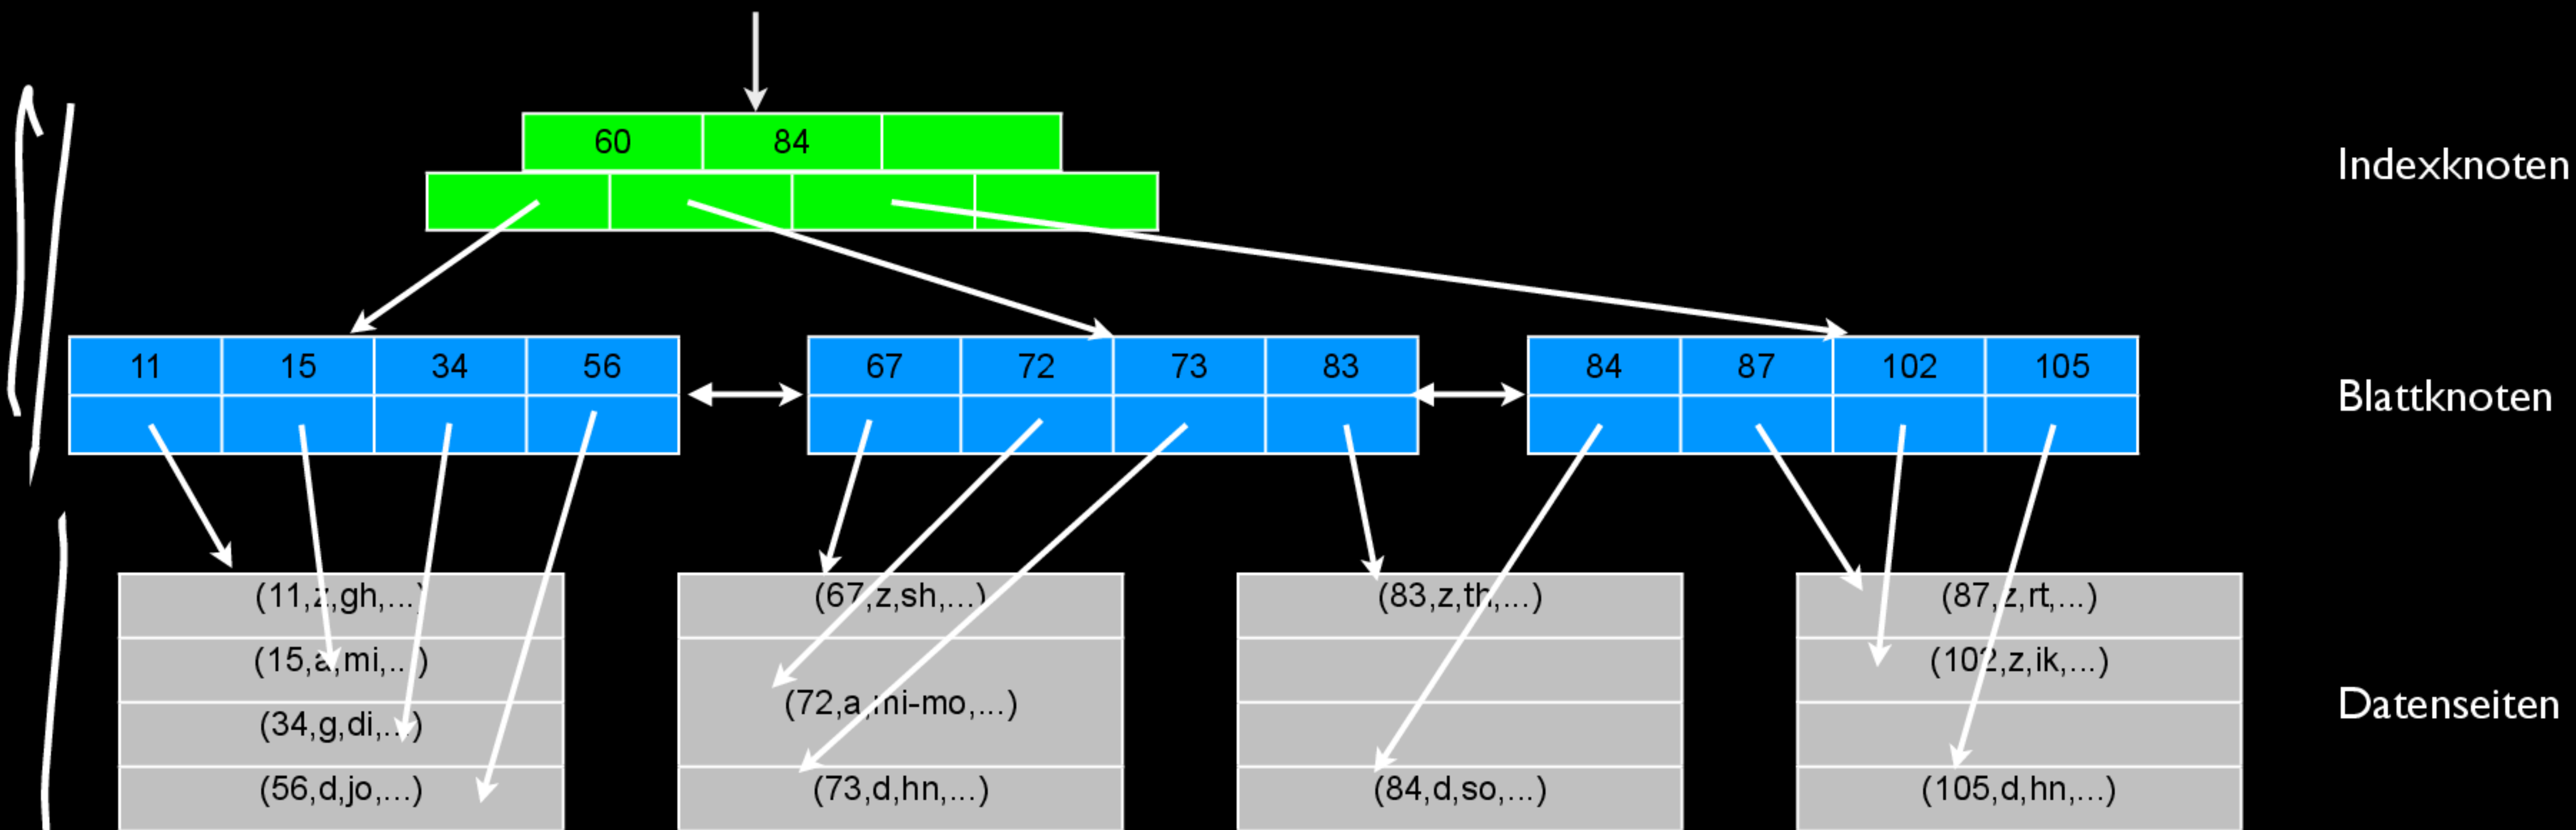 60 84
Indexknoten
11 15 34 56 67 72 73 83 84 87 102 105
Blattknoten
(11,z,gh,...) (67,z,sh,...) (83,z,th,...) (87,z,rt,...)
(15,a,mi,...) (102,z,ik,...)
(72,a,mi-mo,...)
Datenseiten
(34,g,di,...)
(56,d,jo,...) (73,d,hn,...) (84,d,so,...) (105,d,hn,...)